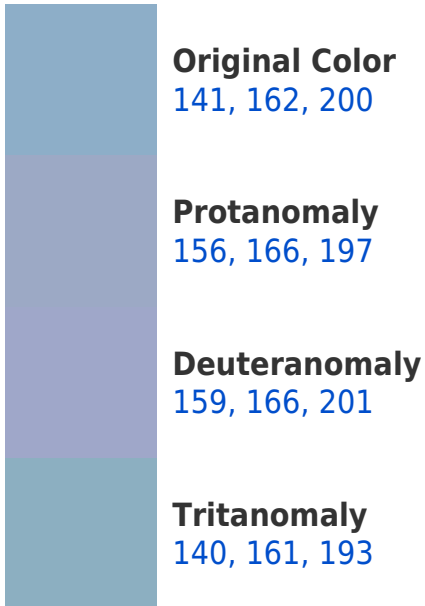 Original Color
141, 162, 200
Protanomaly
156, 166, 197
Deuteranomaly
159, 166, 201
Tritanomaly
140, 161, 193